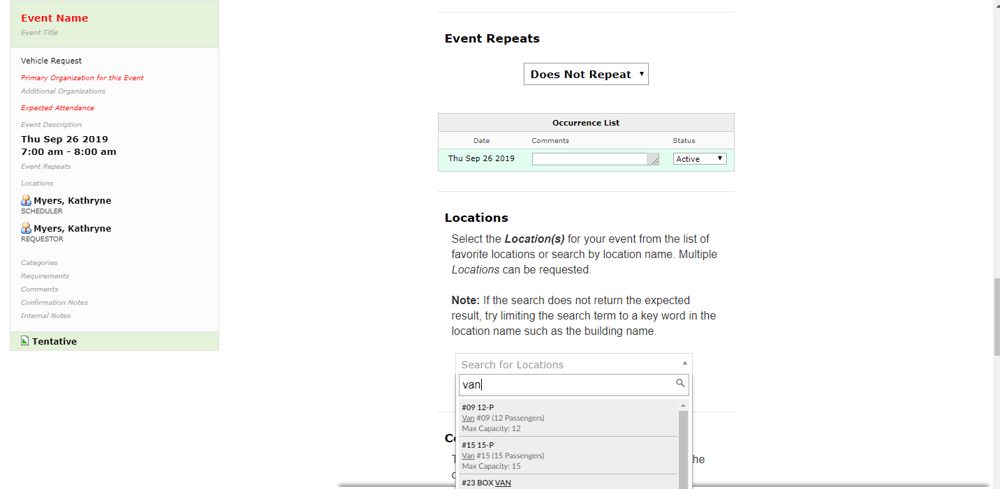 Event Name
Event Title
Vehicle Request
Primary Organization for this Event
Additional Organizations
Expected Attendance
Event Description
Thu Sep 26 2019
7:00 am - 8:00 am
Event Repeats
Locations
Myers, Kathryne
SCHEDULER
Myers, Kathryne
REQUESTOR
Categories
Requirements
Comments
Confirmation Notes
Internal Notes
Tentative
Event Repeats
Does Not Repeat
Occurrence List
Date Comments Status
Thu Sep 26 2019 Active
Locations
Select the Location(s) for your event from the list of
favorite locations or search by location name. Multiple
Locations can be requested.
Note: If the search does not return the expected
result, try limiting the search term to a key word in the
location name such as the building name.
Search for Locations
van
#09 12-P
Van #09 (12 Passengers)
Max Capacity: 12
#15 15-P
Van #15 (15 Passengers)
Max Capacity: 15
#23 BOX VAN